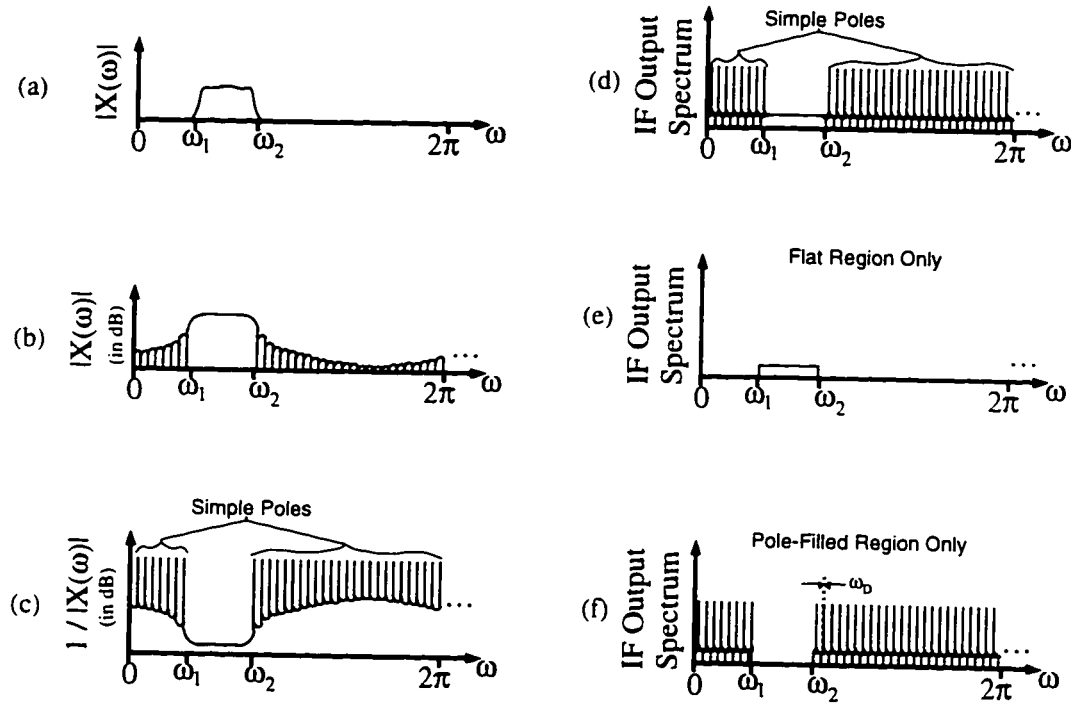 (a)
|X(ω)|
ω₁
ω₂
2π
ω
(b)
|X(ω)|
(in dB)
0
ω₁
ω₂
2π
ω
...
(c)
Simple Poles
1 / |X(ω)|
(in dB)
0
ω₁
ω₂
2π
ω
...
(d)
Simple Poles
IF Output
Spectrum
0
ω₁
ω₂
2π
ω
...
(e)
Flat Region Only
IF Output
Spectrum
0
ω₁
ω₂
2π
ω
...
(f)
Pole-Filled Region Only
ω_D
IF Output
Spectrum
0
ω₁
ω₂
2π
ω
...